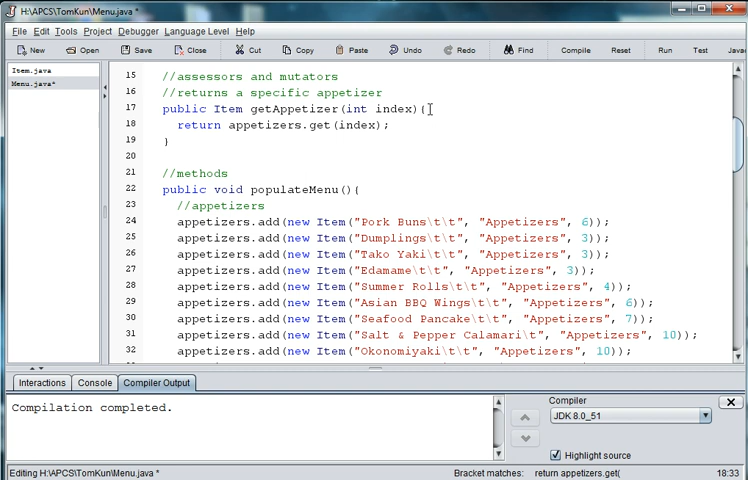 H:\APCS\TomKun\Menu.java *
File Edit Tools Project Debugger Language Level Help
New Open Save Close Cut Copy Paste Undo Redo Find Compile Reset Run Test Java
Item.java
Menu.java*
15 //assessors and mutators
16 //returns a specific appetizer
17 public Item getAppetizer(int index){
18 return appetizers.get(index);
19 }
20
21 //methods
22 public void populateMenu(){
23 //appetizers
24 appetizers.add(new Item("Pork Buns\t\t", "Appetizers", 6));
25 appetizers.add(new Item("Dumplings\t\t", "Appetizers", 3));
26 appetizers.add(new Item("Tako Yaki\t\t", "Appetizers", 3));
27 appetizers.add(new Item("Edamame\t\t", "Appetizers", 3));
28 appetizers.add(new Item("Summer Rolls\t\t", "Appetizers", 4));
29 appetizers.add(new Item("Asian BBQ Wings\t\t", "Appetizers", 6));
30 appetizers.add(new Item("Seafood Pancake\t\t", "Appetizers", 7));
31 appetizers.add(new Item("Salt & Pepper Calamari\t", "Appetizers", 10));
32 appetizers.add(new Item("Okonomiyaki\t\t", "Appetizers", 10));
Interactions Console Compiler Output
Compilation completed.
Compiler
JDK 8.0_51
Highlight source
Editing H:\APCS\TomKun\Menu.java * Bracket matches: return appetizers.get( 18:33